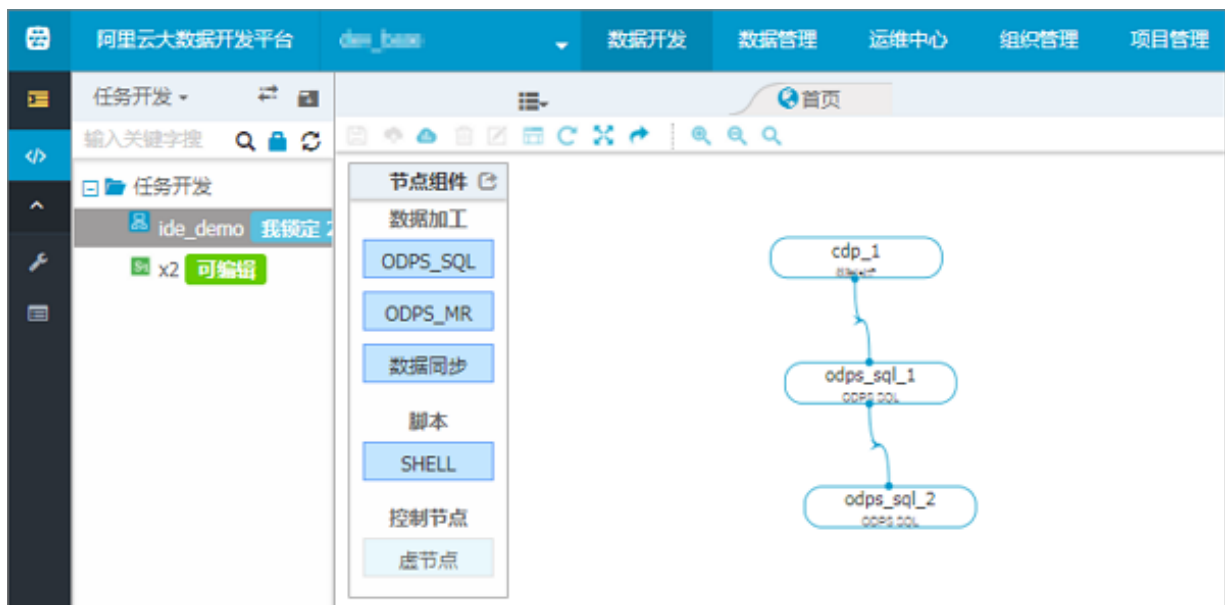 阿里云大数据开发平台
数据开发
数据管理
运维中心
组织管理
项目管理
任务开发
首页
输入关键字搜
任务开发
ide_demo 我锁定
x2 可编辑
节点组件
数据加工
ODPS_SQL
ODPS_MR
数据同步
脚本
SHELL
控制节点
虚节点
cdp_1
odps_sql_1
ODPS SQL
odps_sql_2
ODPS SQL